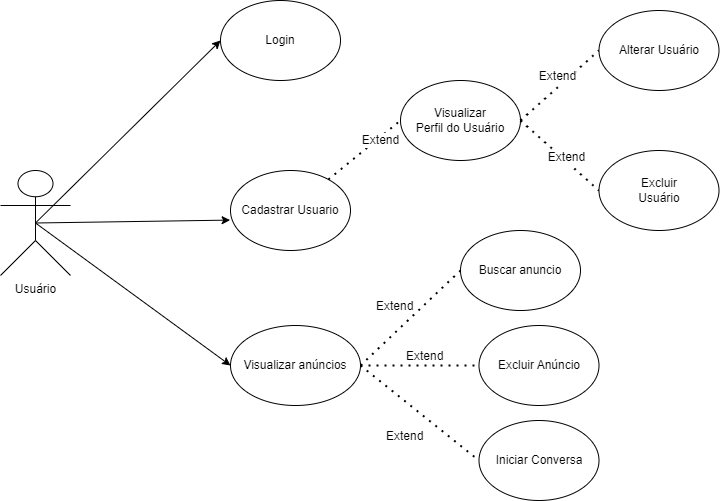 Login
Alterar Usuário
Extend
Visualizar
Perfil do Usuário
Extend
Extend
Excluir
Usuário
Cadastrar Usuario
Usuário
Buscar anuncio
Extend
Visualizar anúncios
Extend
Excluir Anúncio
Extend
Iniciar Conversa